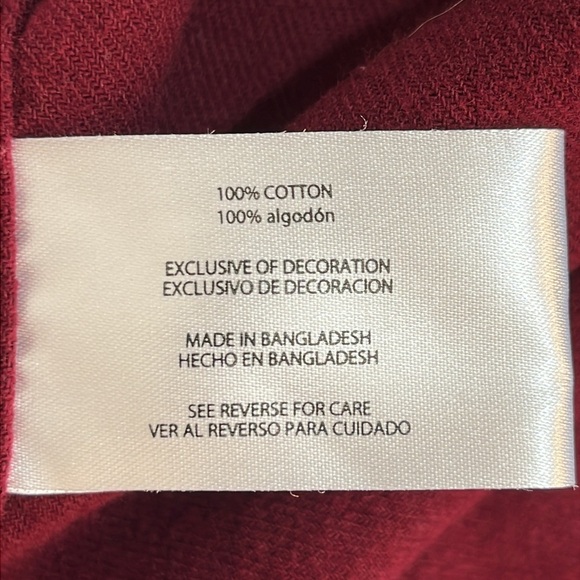 100% COTTON
100% algodón
EXCLUSIVE OF DECORATION
EXCLUSIVO DE DECORACION
MADE IN BANGLADESH
HECHO EN BANGLADESH
SEE REVERSE FOR CARE
VER AL REVERSO PARA CUIDADO